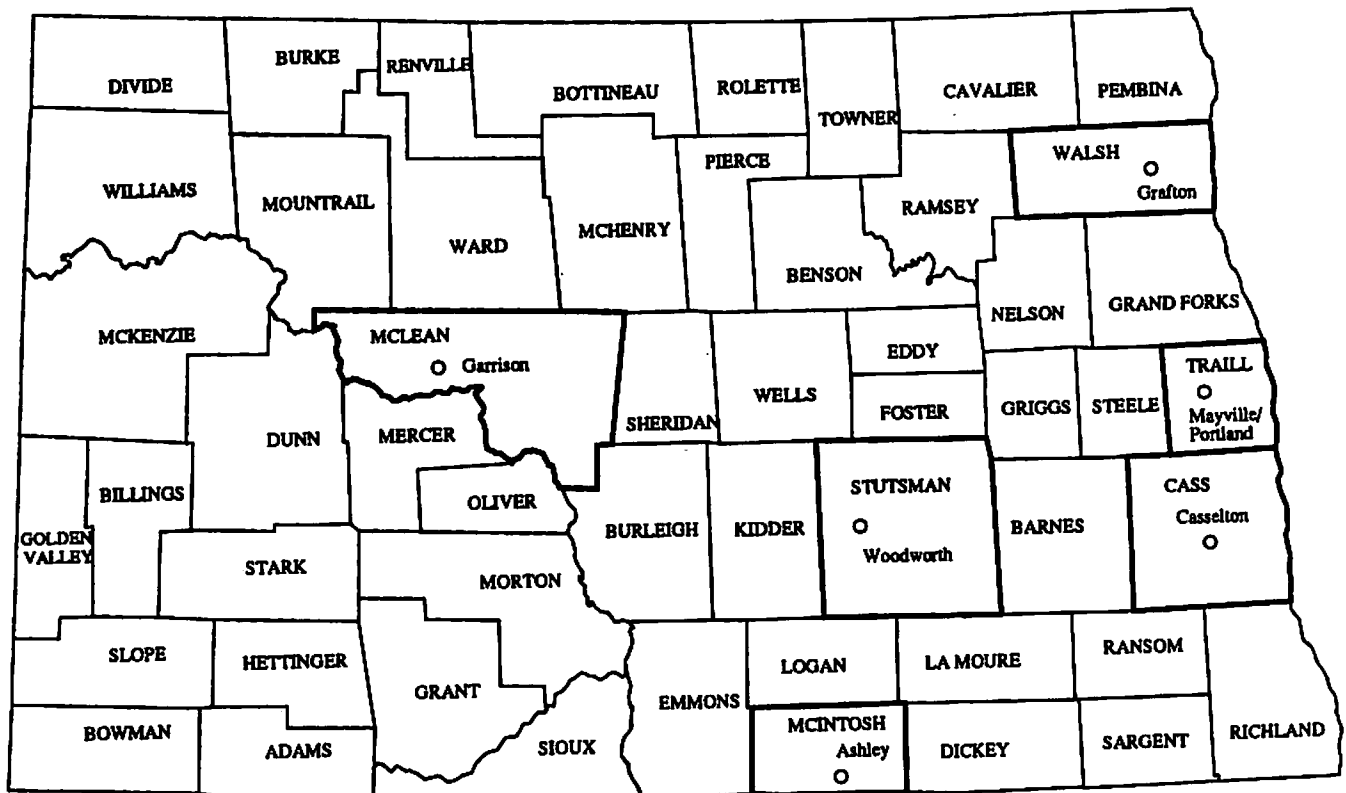 DIVIDE
BURKE
RENVILLE
BOTTINEAU
ROLETTE
TOWNER
CAVALIER
PEMBINA
WILLIAMS
MOUNTRAIL
WARD
MCHENRY
PIERCE
BENSON
RAMSEY
WALSH
Grafton
MCKENZIE
MCLEAN
Garrison
SHERIDAN
WELLS
EDDY
FOSTER
NELSON
GRAND FORKS
GRIGGS
STEELE
TRAILL
Mayville/
Portland
DUNN
MERCER
OLIVER
BILLINGS
GOLDEN
VALLEY
STARK
MORTON
BURLEIGH
KIDDER
STUTSMAN
Woodworth
BARNES
CASS
Casselton
SLOPE
HETTINGER
GRANT
EMMONS
LOGAN
LA MOURE
RANSOM
BOWMAN
ADAMS
SIOUX
MCINTOSH
Ashley
DICKEY
SARGENT
RICHLAND